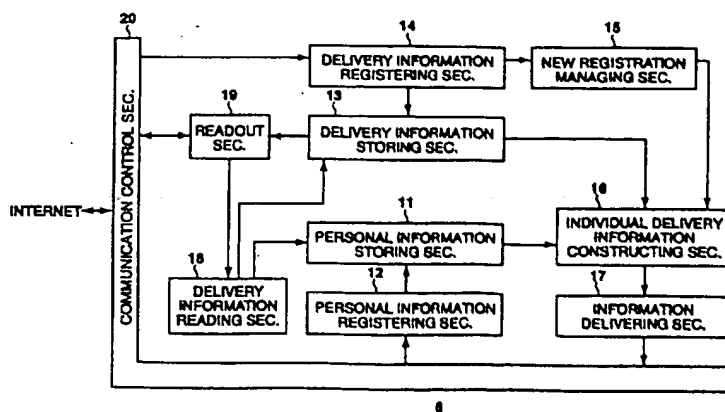 20
COMMUNICATION CONTROL SEC.
INTERNET
14
DELIVERY INFORMATION
REGISTERING SEC.
15
NEW REGISTRATION
MANAGING SEC.
19
READOUT
SEC.
13
DELIVERY INFORMATION
STORING SEC.
11
PERSONAL INFORMATION
STORING SEC.
16
INDIVIDUAL DELIVERY
INFORMATION
CONSTRUCTING SEC.
18
DELIVERY
INFORMATION
READING SEC.
12
PERSONAL INFORMATION
REGISTERING SEC.
17
INFORMATION
DELIVERING SEC.